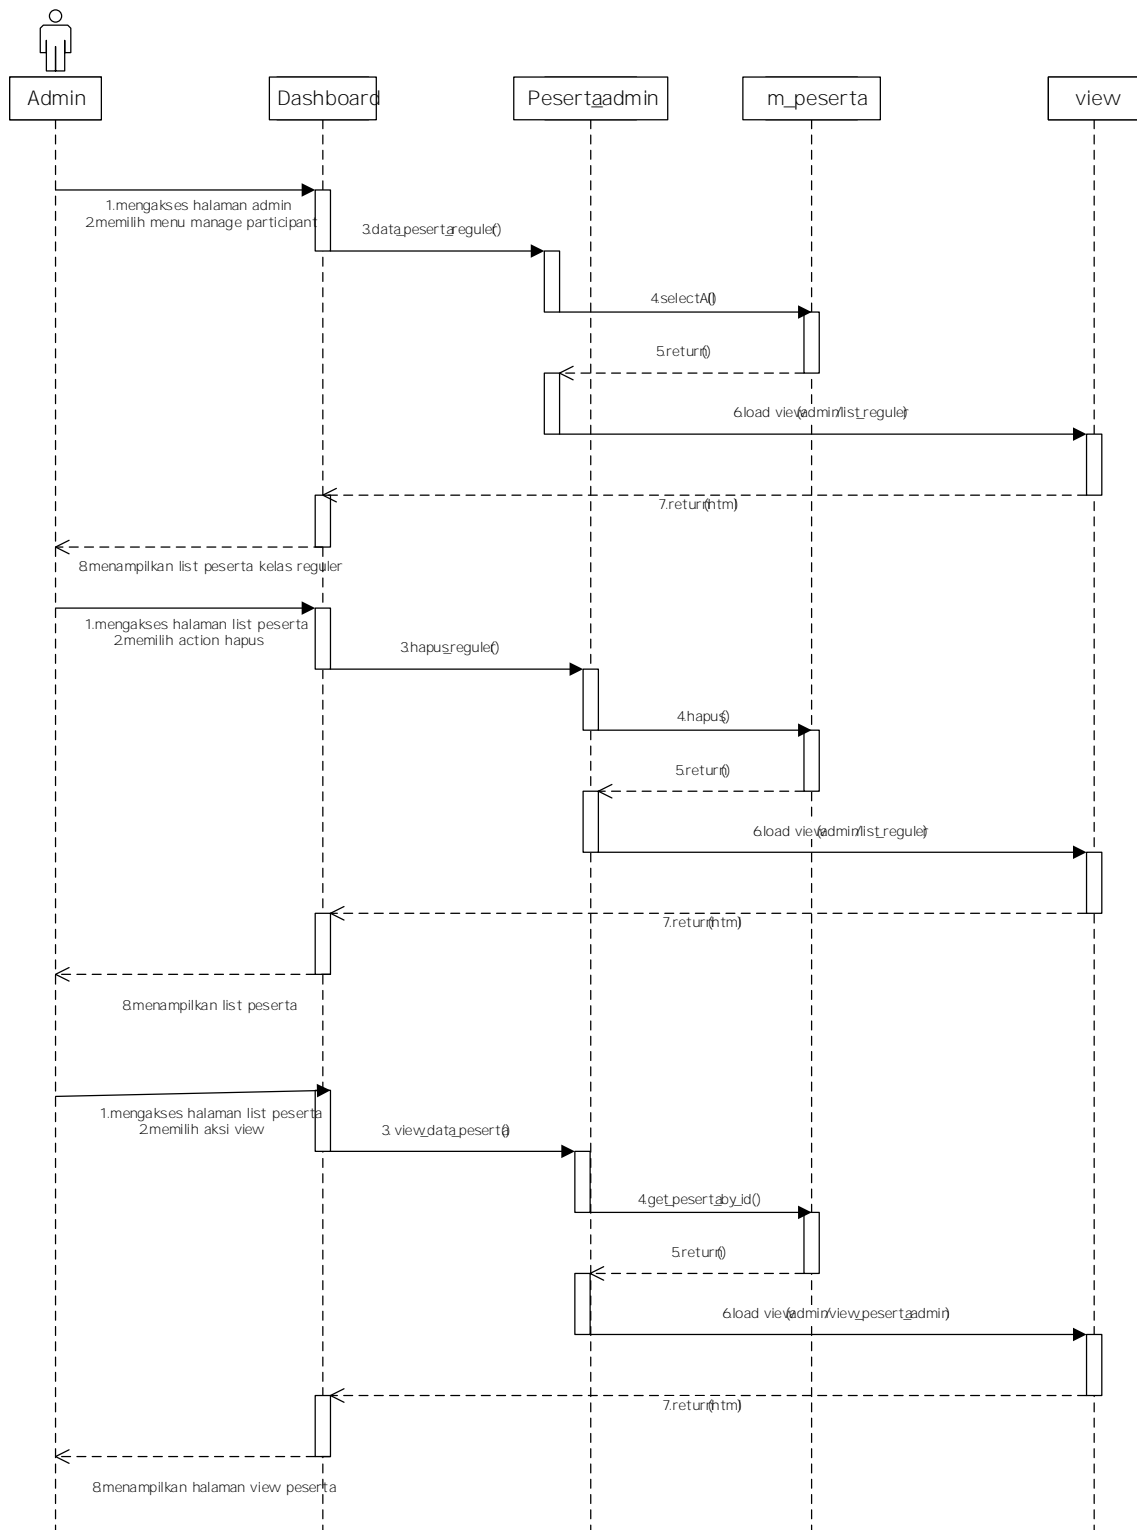 Admin
Dashboard
Peserta_admin
m_peserta
view
1.mengakses halaman admin
2.memilih menu manage participant
3.data_peserta_reguler()
4.selectAll()
5.return()
6.load view(admin/list_reguler)
7.return(html)
8.menampilkan list peserta kelas reguler
1.mengakses halaman list peserta
2.memilih action hapus
3.hapus_reguler()
4.hapus()
5.return()
6.load view(admin/list_reguler)
7.return(html)
8.menampilkan list peserta
1.mengakses halaman list peserta
2.memilih aksi view
3. view_data_peserta()
4.get_peserta_by_id()
5.return()
6.load view(admin/view_peserta_admin)
7.return(html)
8.menampilkan halaman view peserta